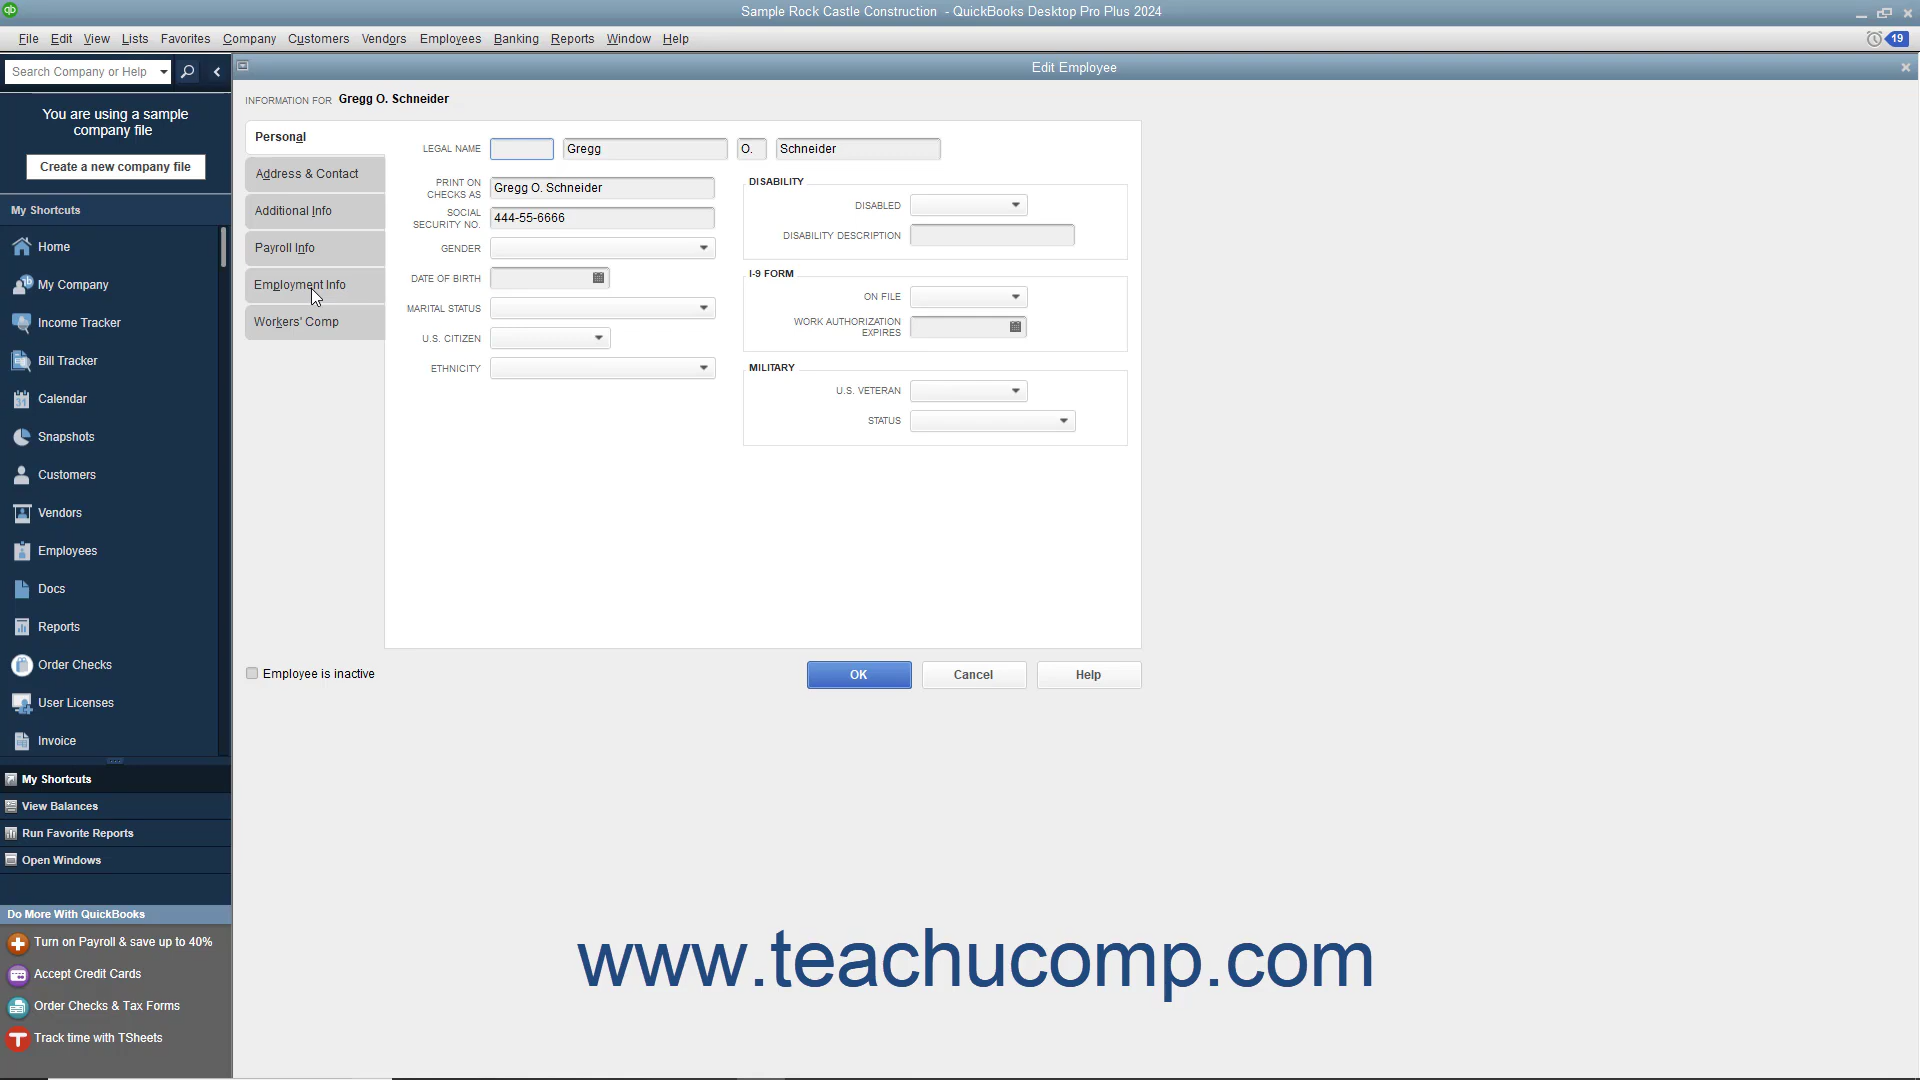 qb
Sample Rock Castle Construction - QuickBooks Desktop Pro Plus 2024
File Edit View Lists Favorites Company Customers Vendors Employees Banking Reports Window Help
19
Search Company or Help
Edit Employee
INFORMATION FOR Gregg O. Schneider
You are using a sample
company file
Create a new company file
My Shortcuts
Home
My Company
Income Tracker
Bill Tracker
Calendar
Snapshots
Customers
Vendors
Employees
Docs
Reports
Order Checks
User Licenses
Invoice
My Shortcuts
View Balances
Run Favorite Reports
Open Windows
Do More With QuickBooks
Turn on Payroll & save up to 40%
Accept Credit Cards
Order Checks & Tax Forms
Track time with TSheets
Personal
Address & Contact
Additional Info
Payroll Info
Employment Info
Workers' Comp
LEGAL NAME Gregg O. Schneider
PRINT ON
CHECKS AS Gregg O. Schneider
SOCIAL
SECURITY NO. 444-55-6666
GENDER
DATE OF BIRTH
MARITAL STATUS
U.S. CITIZEN
ETHNICITY
DISABILITY
DISABLED
DISABILITY DESCRIPTION
I-9 FORM
ON FILE
WORK AUTHORIZATION
EXPIRES
MILITARY
U.S. VETERAN
STATUS
Employee is inactive
OK Cancel Help
www.teachucomp.com